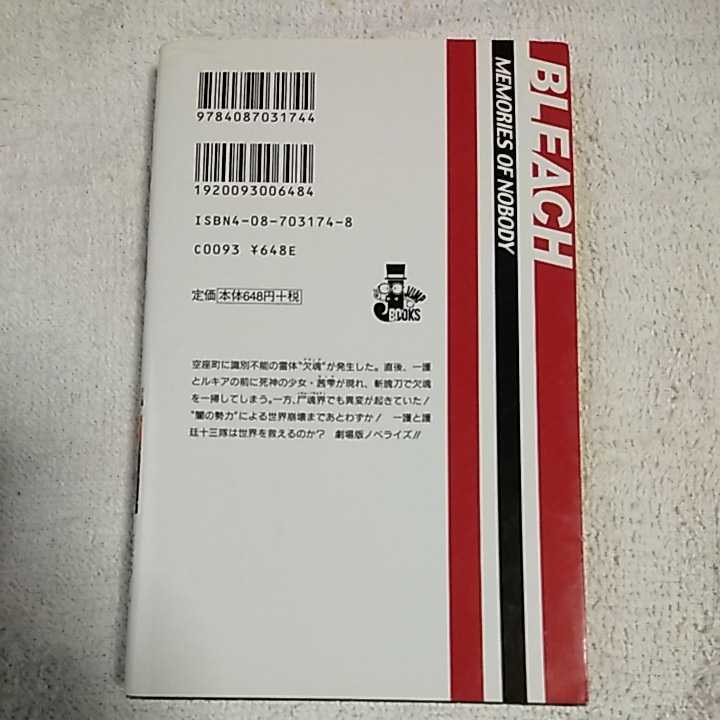 BLEACH
MEMORIES OF NOBODY
9784087031744
1920093006484
ISBN4-08-703174-8
C0093 ¥648E
定価 本体648円+税
JUMP
J BOOKS
空座町に識別不能の霊体“欠魂”が発生した。直後、一護
とルキアの前に死神の少女・茜雫が現れ、斬魄刀で欠魂
を一掃してしまう。一方、尸魂界でも異変が起きていた!
“闇の勢力”による世界崩壊まであとわずか! 一護と護
廷十三隊は世界を救えるのか? 劇場版ノベライズ!!